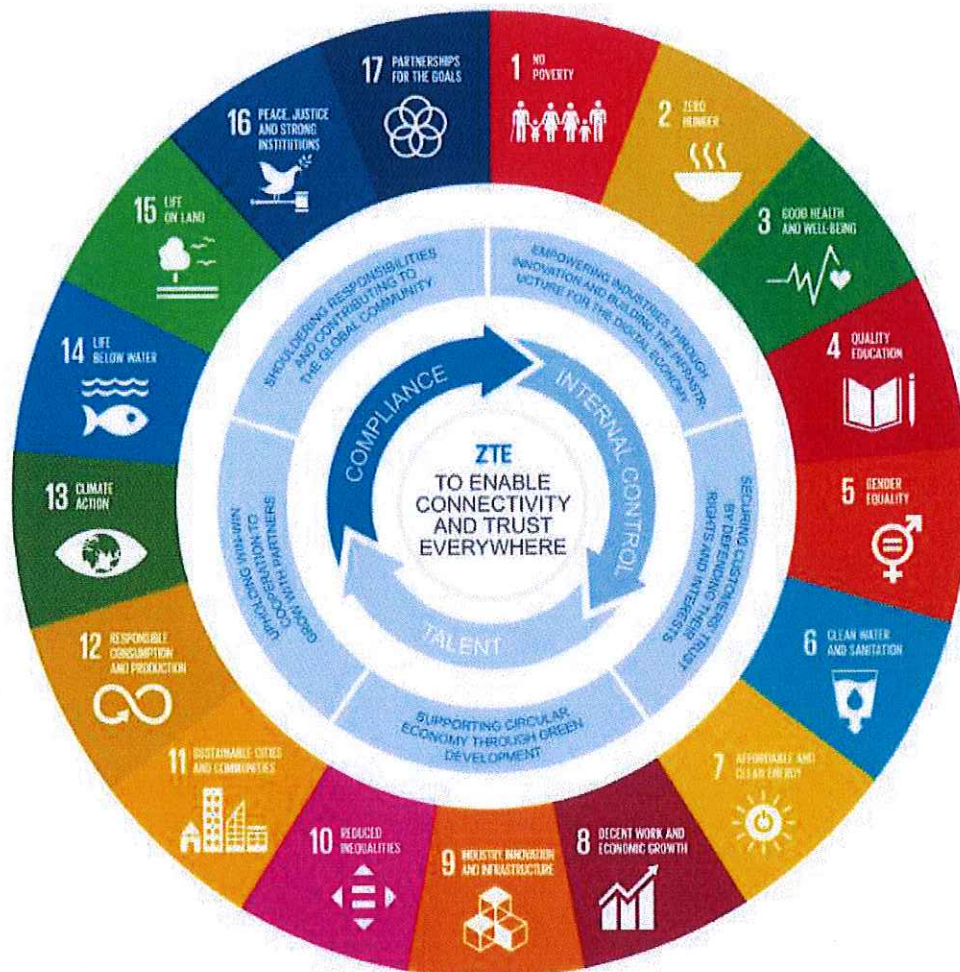 1 NO
POVERTY
2 ZERO
HUNGER
3 GOOD HEALTH
AND WELL-BEING
4 QUALITY
EDUCATION
5 GENDER
EQUALITY
6 CLEAN WATER
AND SANITATION
7 AFFORDABLE AND
CLEAN ENERGY
8 DECENT WORK AND
ECONOMIC GROWTH
9 INDUSTRY, INNOVATION
AND INFRASTRUCTURE
10 REDUCED
INEQUALITIES
11 SUSTAINABLE CITIES
AND COMMUNITIES
12 RESPONSIBLE
CONSUMPTION
AND PRODUCTION
13 CLIMATE
ACTION
14 LIFE
BELOW WATER
15 LIFE
ON LAND
16 PEACE, JUSTICE
AND STRONG
INSTITUTIONS
17 PARTNERSHIPS
FOR THE GOALS
EMPOWERING INDUSTRIES THROUGH
INNOVATION AND BUILDING THE INFRASTR-
UCTURE FOR THE DIGITAL ECONOMY
SECURING CUSTOMERS' TRUST
BY DEFENDING THEIR
RIGHTS AND INTERESTS
SUPPORTING CIRCULAR
ECONOMY THROUGH GREEN
DEVELOPMENT
UPHOLDING WIN-WIN
COOPERATION TO
GROW WITH PARTNERS
SHOULDERING RESPONSIBILITIES
AND CONTRIBUTING TO
THE GLOBAL COMMUNITY
COMPLIANCE
INTERNAL CONTROL
TALENT
ZTE
TO ENABLE
CONNECTIVITY
AND TRUST
EVERYWHERE